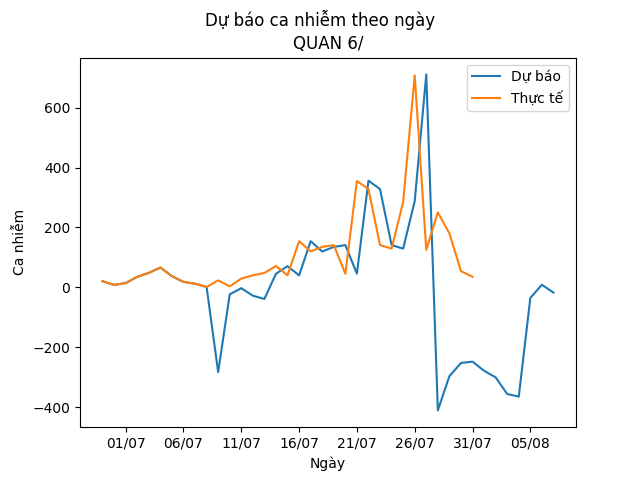 Dự báo ca nhiễm theo ngày
QUAN 6/
Dự báo
Thực tế
Ca nhiễm
600
400
200
0
−200
−400
01/07
06/07
11/07
16/07
21/07
26/07
31/07
05/08
Ngày